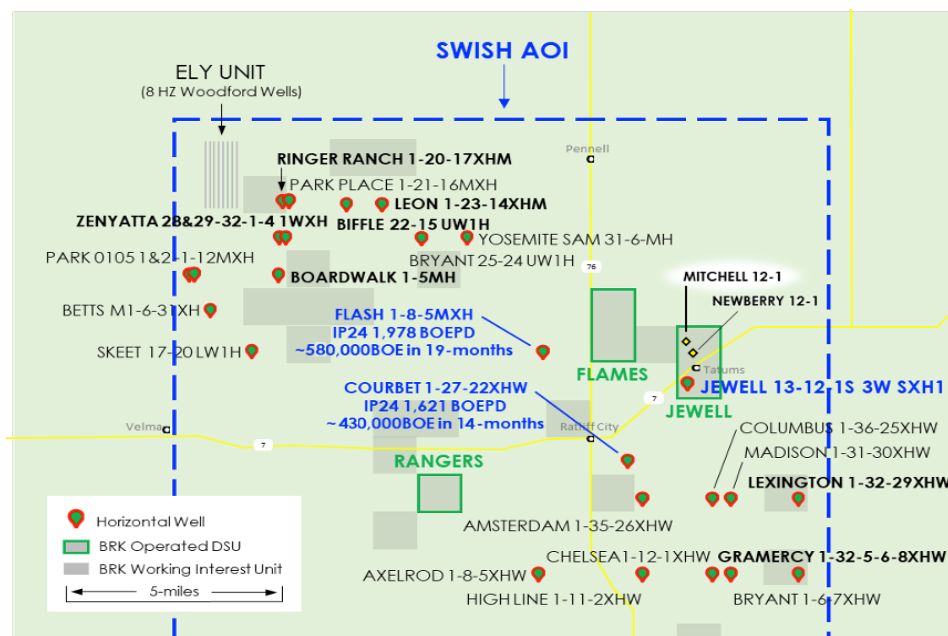 SWISH AOI
ELY UNIT
(8 HZ Woodford Wells)
Pennell
RINGER RANCH 1-20-17XHM
PARK PLACE 1-21-16MXH
LEON 1-23-14XHM
ZENYATTA 28&29-32-1-4 1WXH
BIFFLE 22-15 UW1H
YOSEMITE SAM 31-6-MH
PARK 0105 1&2-1-12MXH
BRYANT 25-24 UW1H
76
BOARDWALK 1-5MH
MITCHELL 12-1
NEWBERRY 12-1
BETTS M1-6-31XH
FLASH 1-8-5MXH
IP24 1,978 BOEPD
~580,000BOE in 19-months
SKEET 17-20 LW1H
FLAMES
Tatums
COURBET 1-27-22XHW
IP24 1,621 BOEPD
~430,000BOE in 14-months
JEWELL 13-12-1S 3W SXH1
7
JEWELL
Velma
7
Ratliff City
COLUMBUS 1-36-25XHW
MADISON 1-31-30XHW
RANGERS
LEXINGTON 1-32-29XHW
AMSTERDAM 1-35-26XHW
Horizontal Well
BRK Operated DSU
BRK Working Interest Unit
5-miles
CHELSEA1-12-1XHW
GRAMERCY 1-32-5-6-8XHW
AXELROD 1-8-5XHW
HIGH LINE 1-11-2XHW
BRYANT 1-6-7XHW